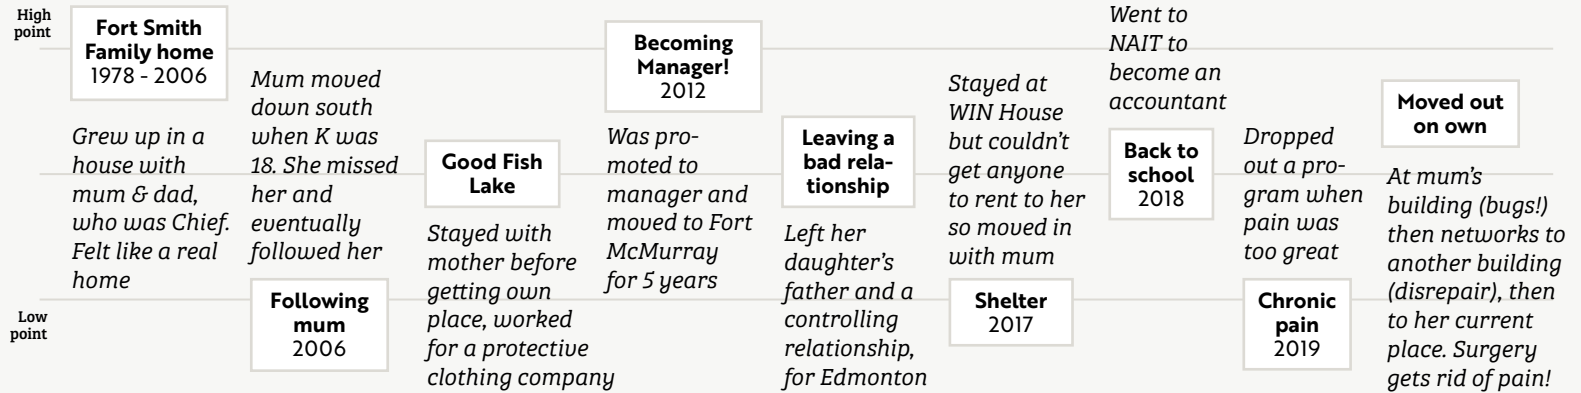 High
point
Low
point
Fort Smith
Family home
1978 - 2006
Grew up in a
house with
mum & dad,
who was Chief.
Felt like a real
home
Mum moved
down south
when K was
18. She missed
her and
eventually
followed her
Following
mum
2006
Good Fish
Lake
Stayed with
mother before
getting own
place, worked
for a protective
clothing company
Becoming
Manager!
2012
Was pro-
moted to
manager and
moved to Fort
McMurray
for 5 years
Leaving a
bad rela-
tionship
Left her
daughter's
father and a
controlling
relationship,
for Edmonton
Stayed at
WIN House
but couldn't
get anyone
to rent to her
so moved in
with mum
Shelter
2017
Went to
NAIT to
become an
accountant
Back to
school
2018
Dropped
out a pro-
gram when
pain was
too great
Chronic
pain
2019
Moved out
on own
At mum's
building (bugs!)
then networks to
another building
(disrepair), then
to her current
place. Surgery
gets rid of pain!